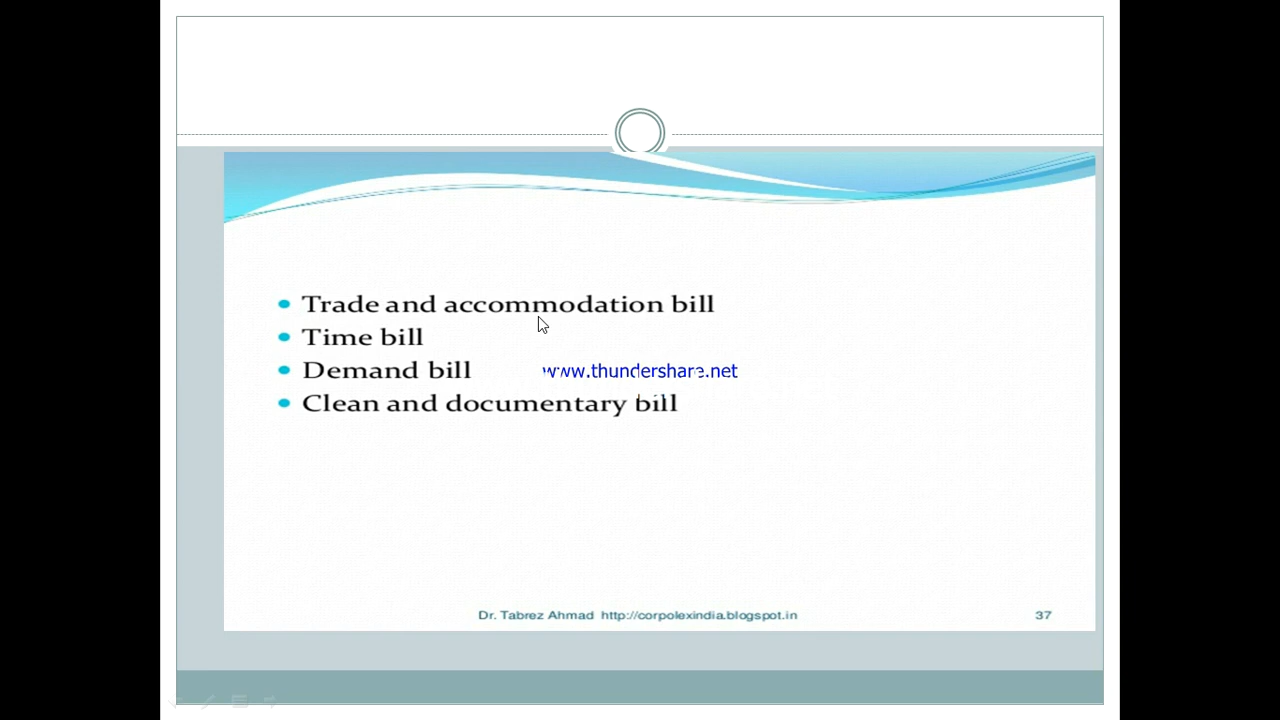 Trade and accommodation bill
Time bill
Demand bill
www.thundershare.net
Clean and documentary bill
Dr. Tabrez Ahmad http://corpolexindia.blogspot.in
37